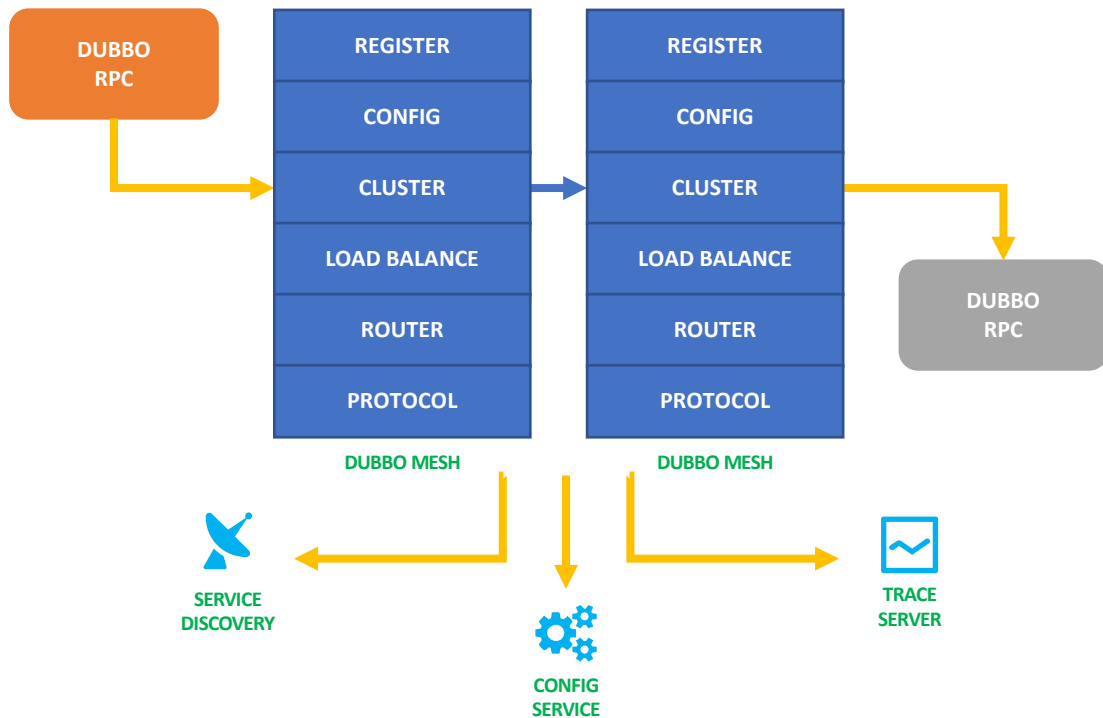 DUBBO
RPC
REGISTER
CONFIG
CLUSTER
LOAD BALANCE
ROUTER
PROTOCOL
DUBBO MESH
REGISTER
CONFIG
CLUSTER
LOAD BALANCE
ROUTER
PROTOCOL
DUBBO MESH
DUBBO
RPC
SERVICE
DISCOVERY
CONFIG
SERVICE
TRACE
SERVER